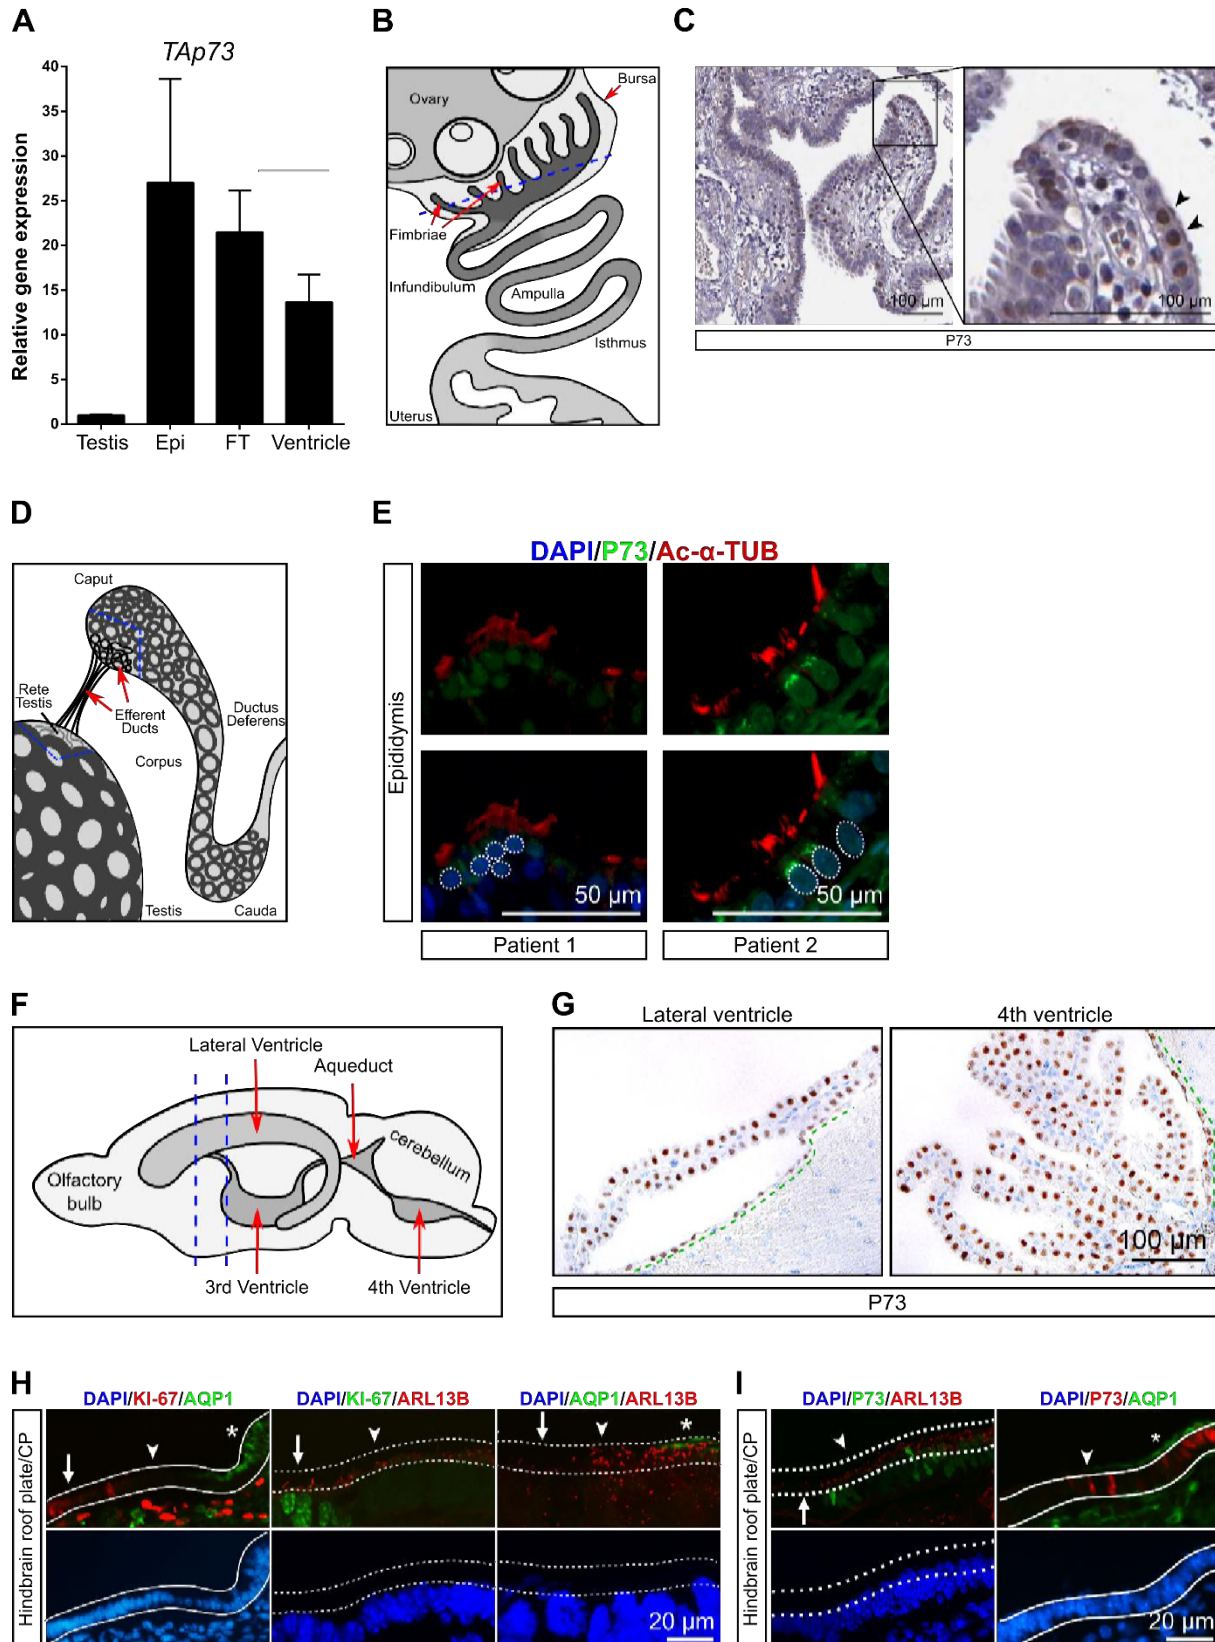 A
TAp73
Relative gene expression
40
35
30
25
20
15
10
5
0
Testis Epi FT Ventricle
B
Ovary
Bursa
Fimbriae
Infundibulum
Ampulla
Isthmus
Uterus
C
100 µm
100 µm
P73
D
Caput
Rete
Testis
Efferent
Ducts
Ductus
Deferens
Corpus
Testis
Cauda
E
DAPI/P73/Ac-α-TUB
Epididymis
50 µm
50 µm
Patient 1
Patient 2
F
Lateral Ventricle
Aqueduct
cerebellum
Olfactory
bulb
3rd Ventricle
4th Ventricle
G
Lateral ventricle
4th ventricle
100 µm
P73
H
DAPI/KI-67/AQP1
DAPI/KI-67/ARL13B
DAPI/AQP1/ARL13B
*
*
Hindbrain roof plate/CP
20 µm
I
DAPI/P73/ARL13B
DAPI/P73/AQP1
*
Hindbrain roof plate/CP
20 µm